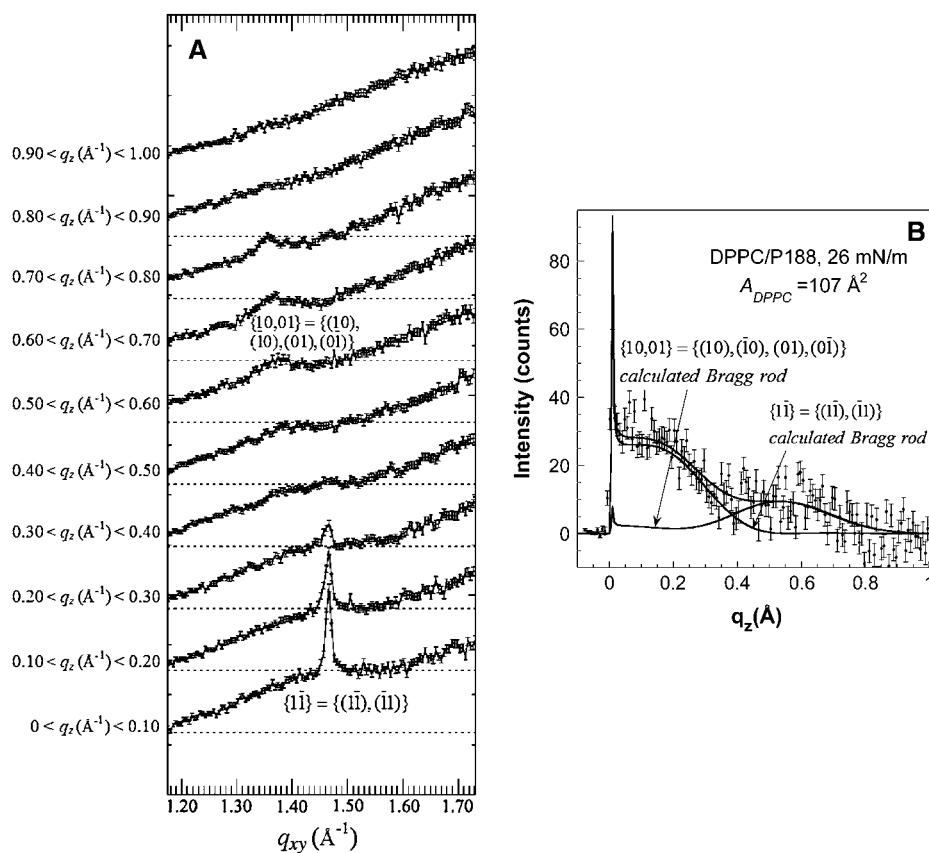 A
0.90 < q_z (Å⁻¹) < 1.00
0.80 < q_z (Å⁻¹) < 0.90
0.70 < q_z (Å⁻¹) < 0.80
0.60 < q_z (Å⁻¹) < 0.70
0.50 < q_z (Å⁻¹) < 0.60
0.40 < q_z (Å⁻¹) < 0.50
0.30 < q_z (Å⁻¹) < 0.40
0.20 < q_z (Å⁻¹) < 0.30
0.10 < q_z (Å⁻¹) < 0.20
0 < q_z (Å⁻¹) < 0.10
{10,01} = {(10),
(1̄0), (01), (01̄)}
{11̄} = {(11̄), (1̄1)}
1.20 1.30 1.40 1.50 1.60 1.70
q_xy (Å⁻¹)
B
DPPC/P188, 26 mN/m
A_DPPC =107 Å²
{10,01} = {(10), (1̄0), (01), (01̄)}
calculated Bragg rod
{11̄} = {(11̄), (1̄1)}
calculated Bragg rod
Intensity (counts)
80
60
40
20
0
0 0.2 0.4 0.6 0.8 1
q_z(Å)